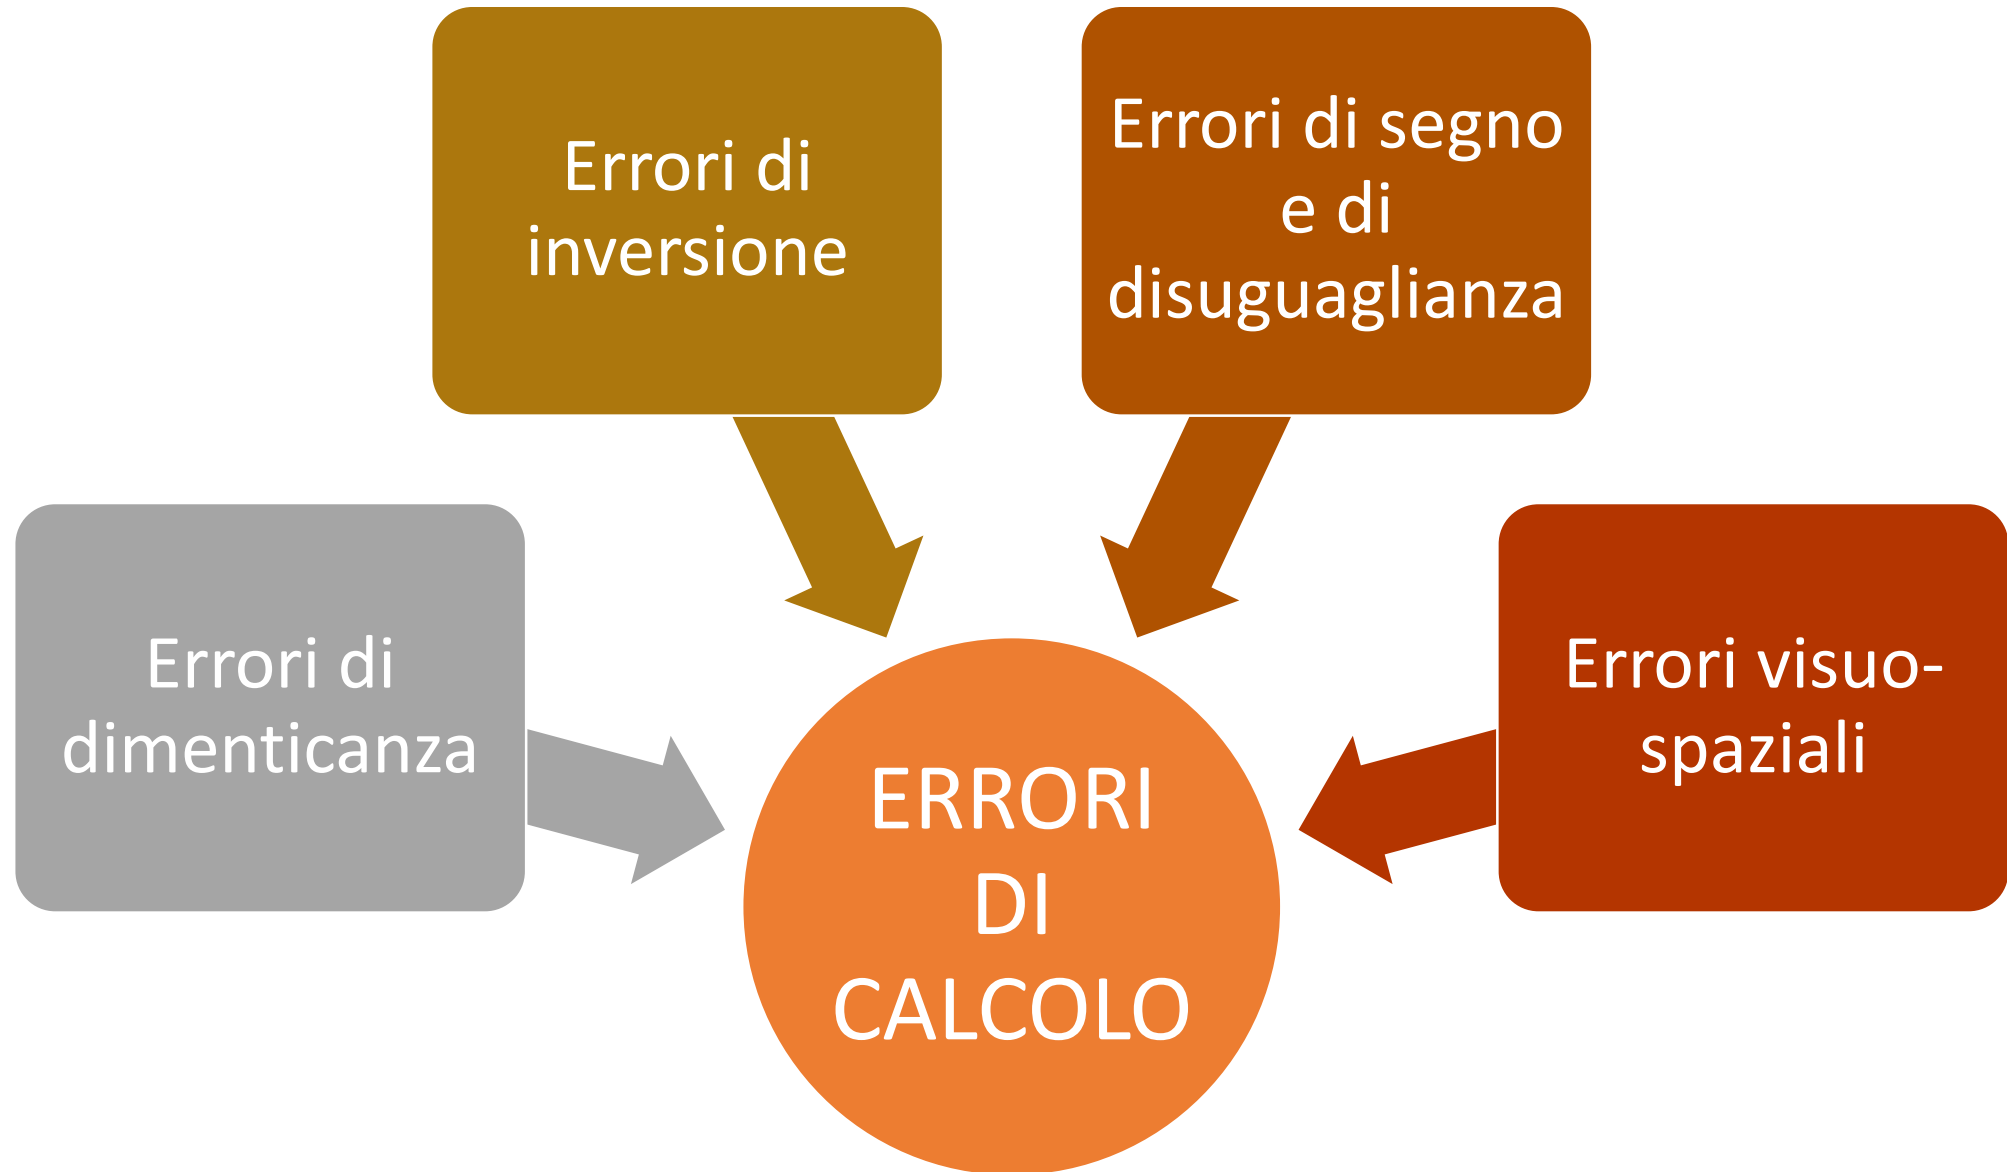 Errori di
inversione
Errori di segno
e di
disuguaglianza
Errori di
dimenticanza
Errori visuo-
spaziali
ERRORI
DI
CALCOLO